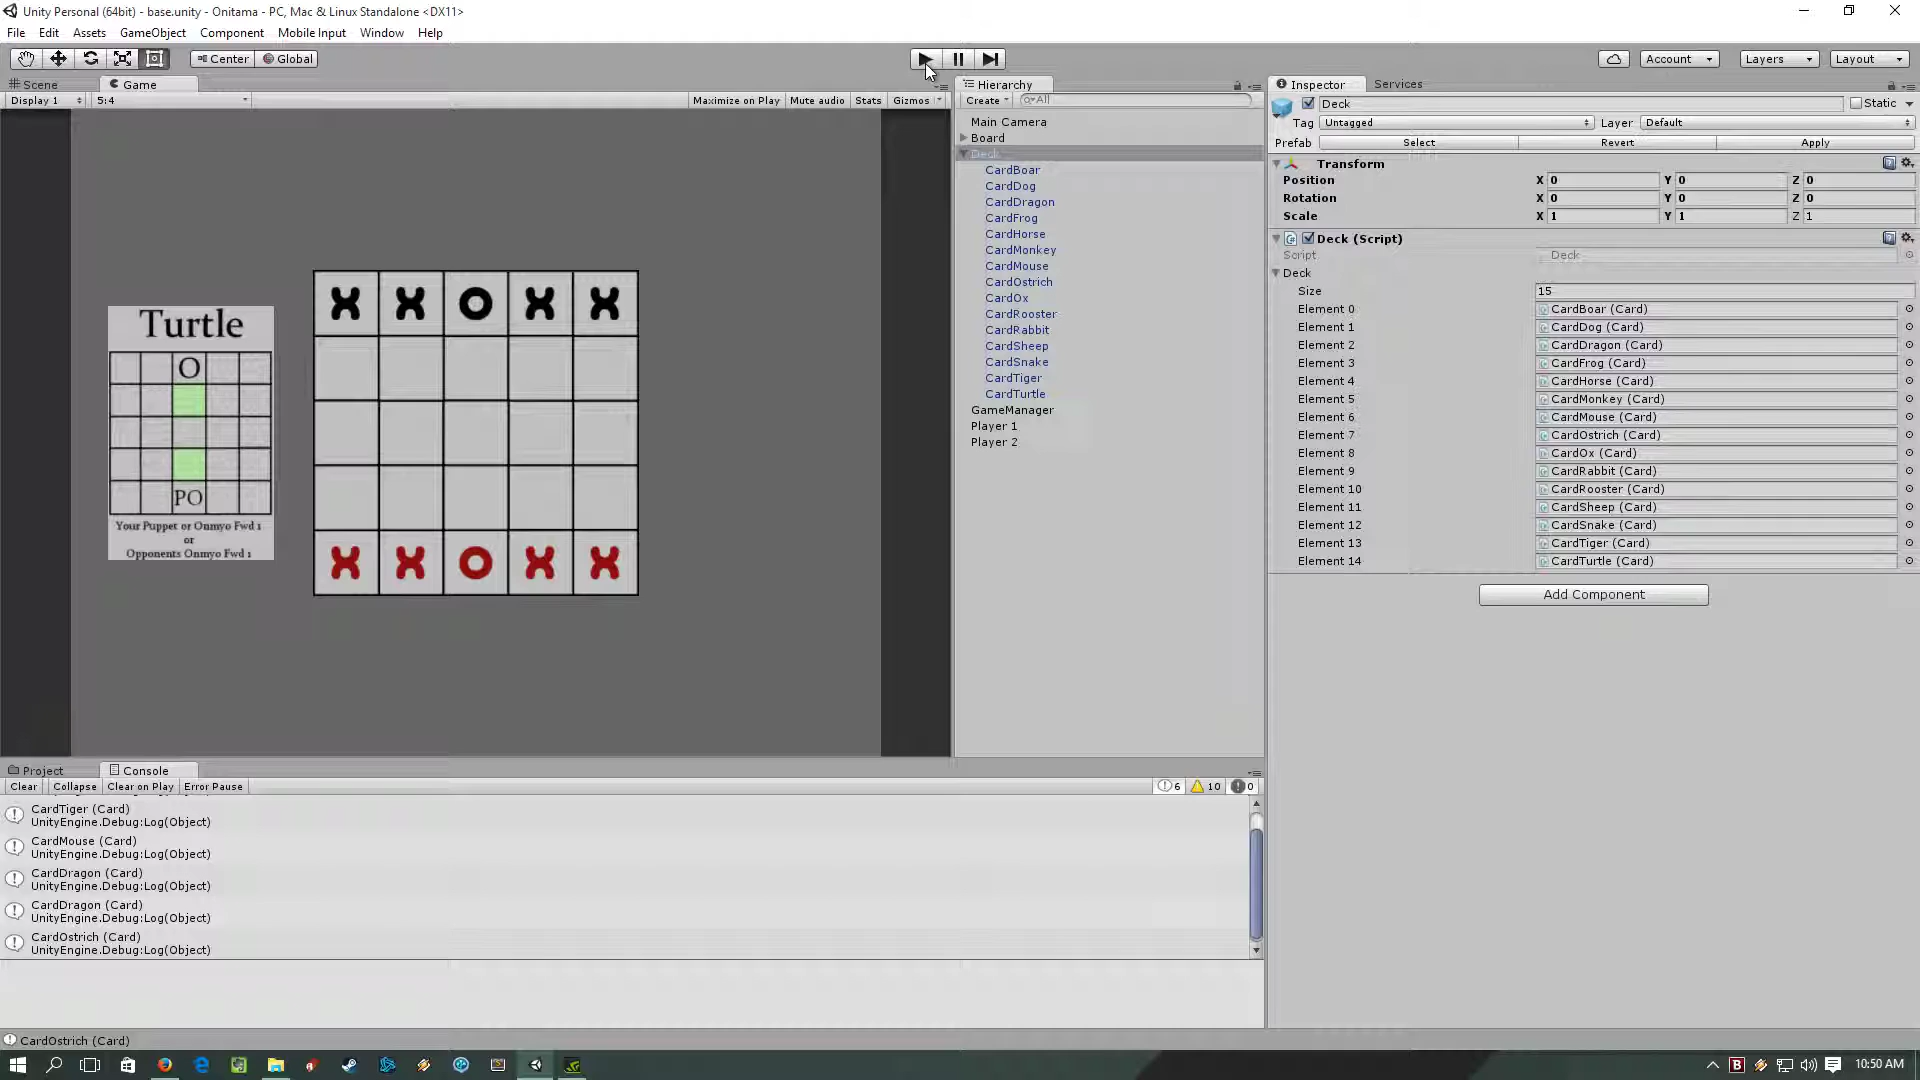 Unity Personal (64bit) - base.unity - Onitama - PC, Mac & Linux Standalone <DX11>
File Edit Assets GameObject Component Mobile Input Window Help
Center Global
Account Layers Layout
Scene Game
Display 1 5:4 Maximize on Play Mute audio Stats Gizmos
Turtle
O
PO
Your Puppet or Onmyo Fwd 1
or
Opponents Onmyo Fwd 1
X X O X X
X X O X X
Hierarchy
Create All
Main Camera
Board
Deck
CardBoar
CardDog
CardDragon
CardFrog
CardHorse
CardMonkey
CardMouse
CardOstrich
CardOx
CardRooster
CardRabbit
CardSheep
CardSnake
CardTiger
CardTurtle
GameManager
Player 1
Player 2
Inspector Services
Deck Static
Tag Untagged Layer Default
Prefab Select Revert Apply
Transform
Position X 0 Y 0 Z 0
Rotation X 0 Y 0 Z 0
Scale X 1 Y 1 Z 1
Deck (Script)
Script Deck
Deck
Size 15
Element 0 CardBoar (Card)
Element 1 CardDog (Card)
Element 2 CardDragon (Card)
Element 3 CardFrog (Card)
Element 4 CardHorse (Card)
Element 5 CardMonkey (Card)
Element 6 CardMouse (Card)
Element 7 CardOstrich (Card)
Element 8 CardOx (Card)
Element 9 CardRabbit (Card)
Element 10 CardRooster (Card)
Element 11 CardSheep (Card)
Element 12 CardSnake (Card)
Element 13 CardTiger (Card)
Element 14 CardTurtle (Card)
Add Component
Project Console
Clear Collapse Clear on Play Error Pause 6 10 0
CardTiger (Card)
UnityEngine.Debug:Log(Object)
CardMouse (Card)
UnityEngine.Debug:Log(Object)
CardDragon (Card)
UnityEngine.Debug:Log(Object)
CardDragon (Card)
UnityEngine.Debug:Log(Object)
CardOstrich (Card)
UnityEngine.Debug:Log(Object)
CardOstrich (Card)
10:50 AM